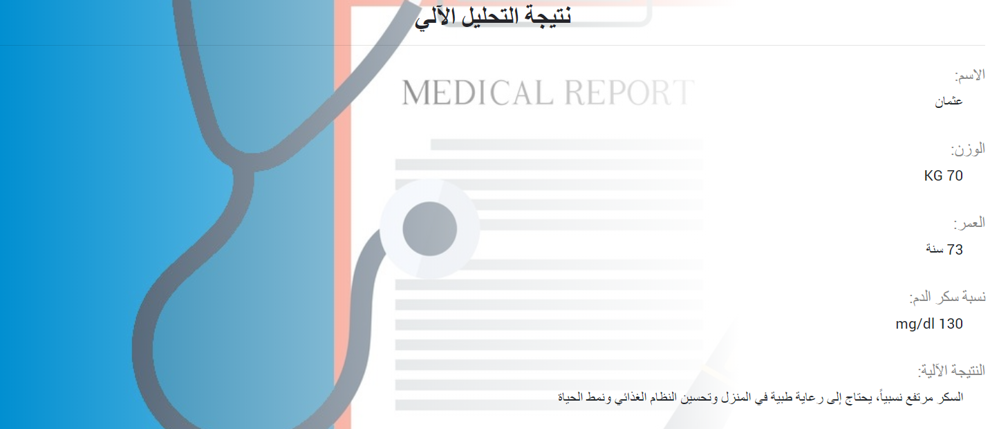 نتيجة التحليل الآلي
MEDICAL REPORT
الاسم:
عثمان
الوزن:
70 KG
العمر:
73 سنة
نسبة سكر الدم:
130 mg/dl
النتيجة الآلية:
السكر مرتفع نسبياً، يحتاج إلى رعاية طبية في المنزل وتحسين النظام الغذائي ونمط الحياة